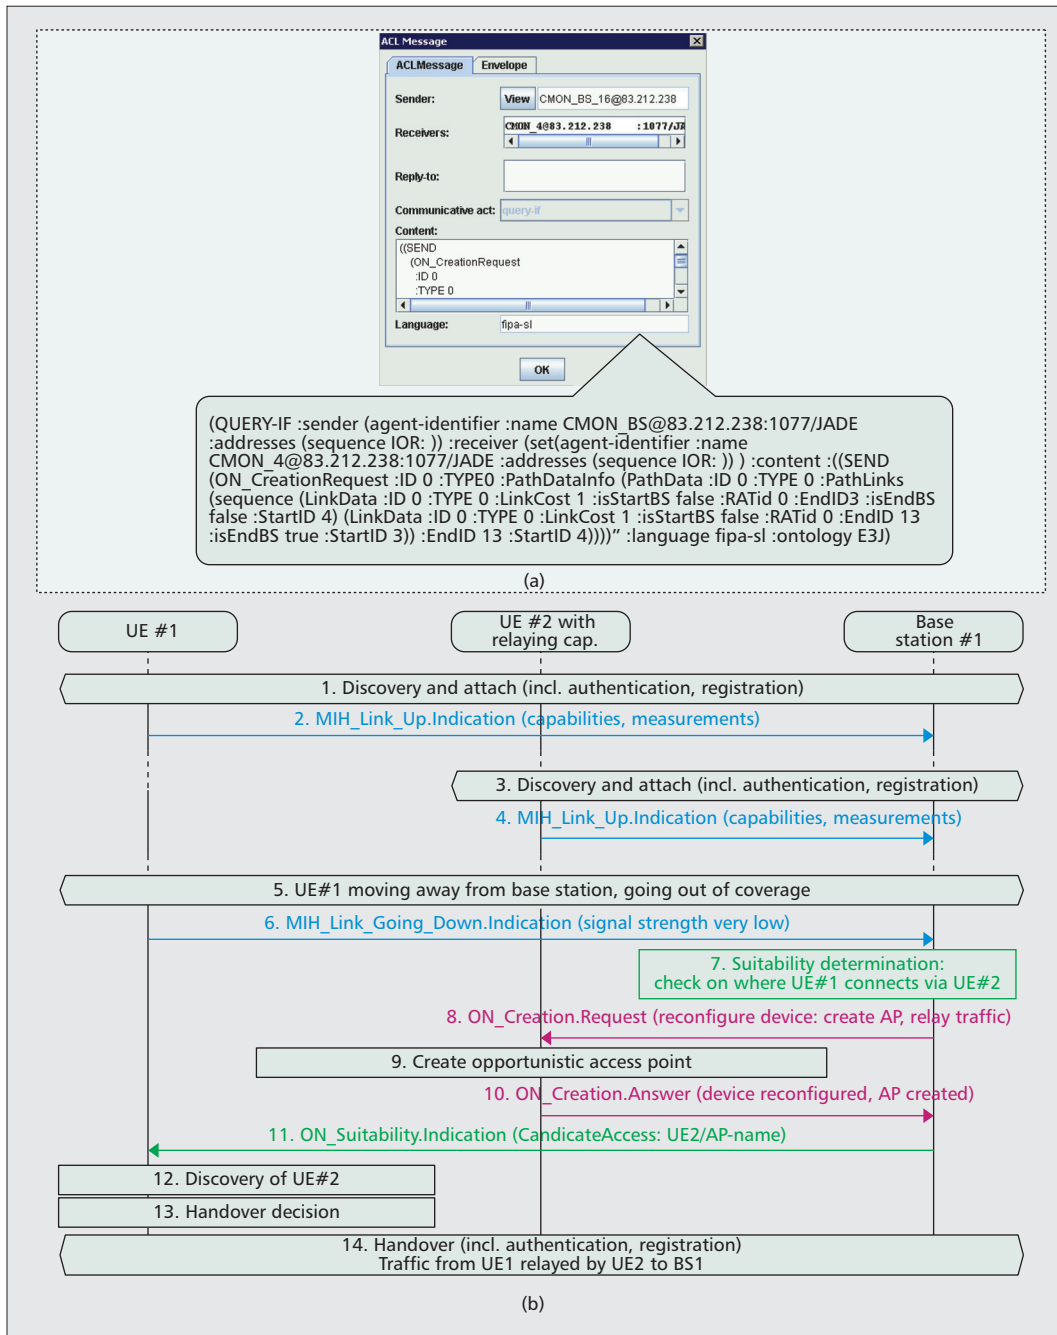 ACL Message
ACLMessage Envelope
Sender: View CMON_BS_16@83.212.238
Receivers: CMON_4@83.212.238 :1077/JA
Reply-to:
Communicative act: query-if
Content:
((SEND
(ON_CreationRequest
:ID 0
:TYPE 0
Language: fipa-sl
OK
(QUERY-IF :sender (agent-identifier :name CMON_BS@83.212.238:1077/JADE
:addresses (sequence IOR: )) :receiver (set(agent-identifier :name
CMON_4@83.212.238:1077/JADE :addresses (sequence IOR: )) ) :content :((SEND
(ON_CreationRequest :ID 0 :TYPE0 :PathDataInfo (PathData :ID 0 :TYPE 0 :PathLinks
(sequence (LinkData :ID 0 :TYPE 0 :LinkCost 1 :isStartBS false :RATid 0 :EndID3 :isEndBS
false :StartID 4) (LinkData :ID 0 :TYPE 0 :LinkCost 1 :isStartBS false :RATid 0 :EndID 13
:isEndBS true :StartID 3)) :EndID 13 :StartID 4))))” :language fipa-sl :ontology E3J)
(a)
UE #1
UE #2 with
relaying cap.
Base
station #1
1. Discovery and attach (incl. authentication, registration)
2. MIH_Link_Up.Indication (capabilities, measurements)
3. Discovery and attach (incl. authentication, registration)
4. MIH_Link_Up.Indication (capabilities, measurements)
5. UE#1 moving away from base station, going out of coverage
6. MIH_Link_Going_Down.Indication (signal strength very low)
7. Suitability determination:
check on where UE#1 connects via UE#2
8. ON_Creation.Request (reconfigure device: create AP, relay traffic)
9. Create opportunistic access point
10. ON_Creation.Answer (device reconfigured, AP created)
11. ON_Suitability.Indication (CandicateAccess: UE2/AP-name)
12. Discovery of UE#2
13. Handover decision
14. Handover (incl. authentication, registration)
Traffic from UE1 relayed by UE2 to BS1
(b)